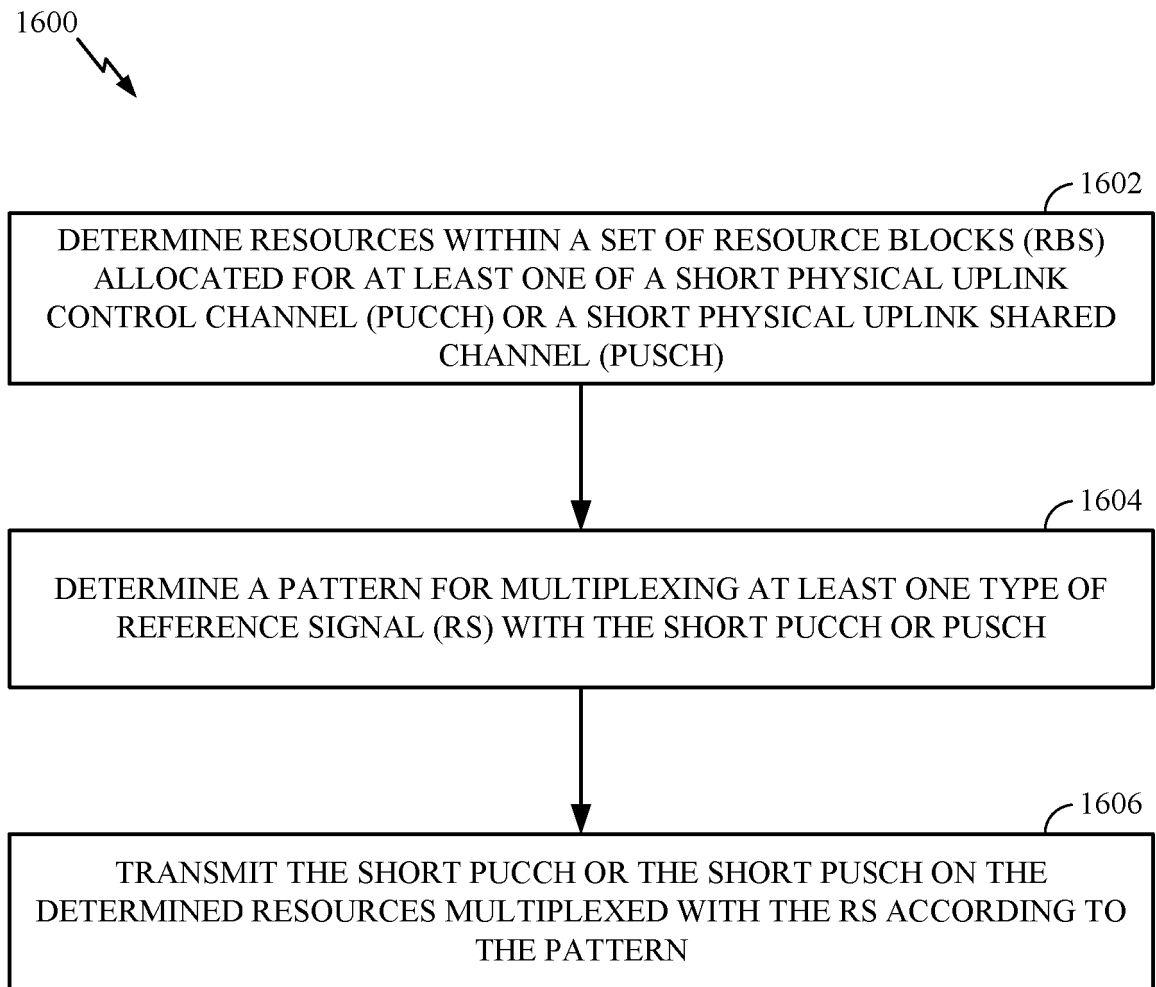 1600
1602
DETERMINE RESOURCES WITHIN A SET OF RESOURCE BLOCKS (RBS)
ALLOCATED FOR AT LEAST ONE OF A SHORT PHYSICAL UPLINK
CONTROL CHANNEL (PUCCH) OR A SHORT PHYSICAL UPLINK SHARED
CHANNEL (PUSCH)
1604
DETERMINE A PATTERN FOR MULTIPLEXING AT LEAST ONE TYPE OF
REFERENCE SIGNAL (RS) WITH THE SHORT PUCCH OR PUSCH
1606
TRANSMIT THE SHORT PUCCH OR THE SHORT PUSCH ON THE
DETERMINED RESOURCES MULTIPLEXED WITH THE RS ACCORDING TO
THE PATTERN